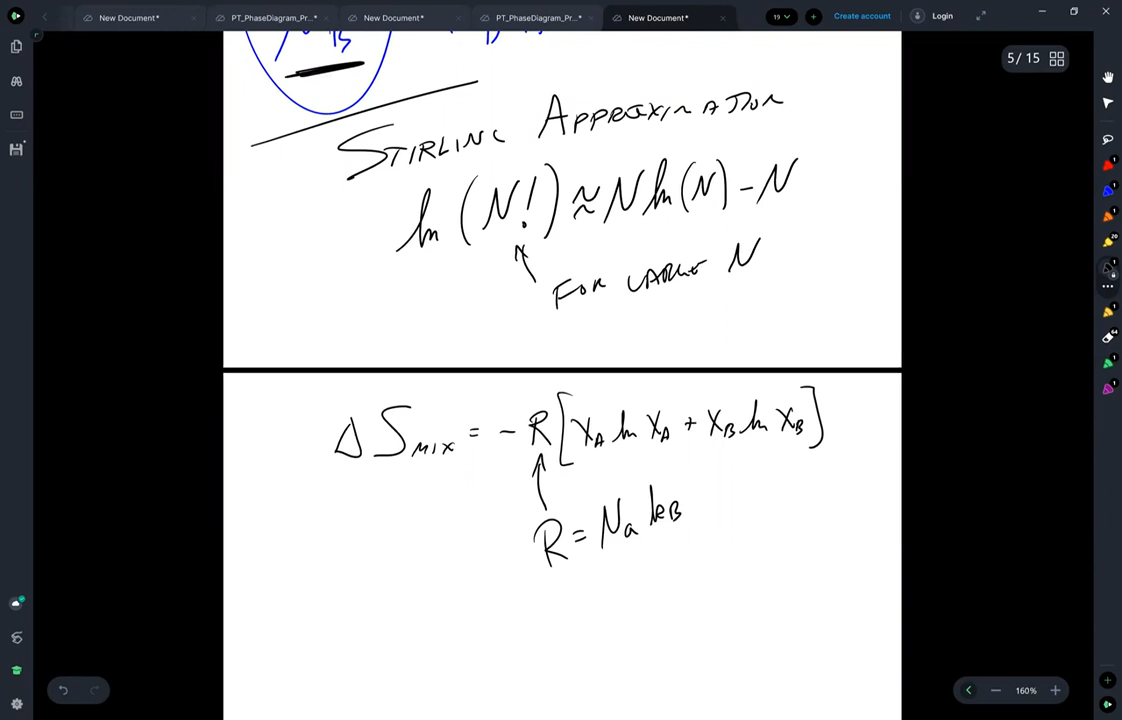 New Document*
PT_PhaseDiagram_Pr...*
New Document*
PT_PhaseDiagram_Pr...*
New Document*
19
Create account
Login
5 / 15
STIRLING APPROXIMATION
ln (N!) ≈ N ln(N) - N
FOR LARGE N
ΔS_MIX = - R [X_A ln X_A + X_B ln X_B]
R = N_a k_B
160%